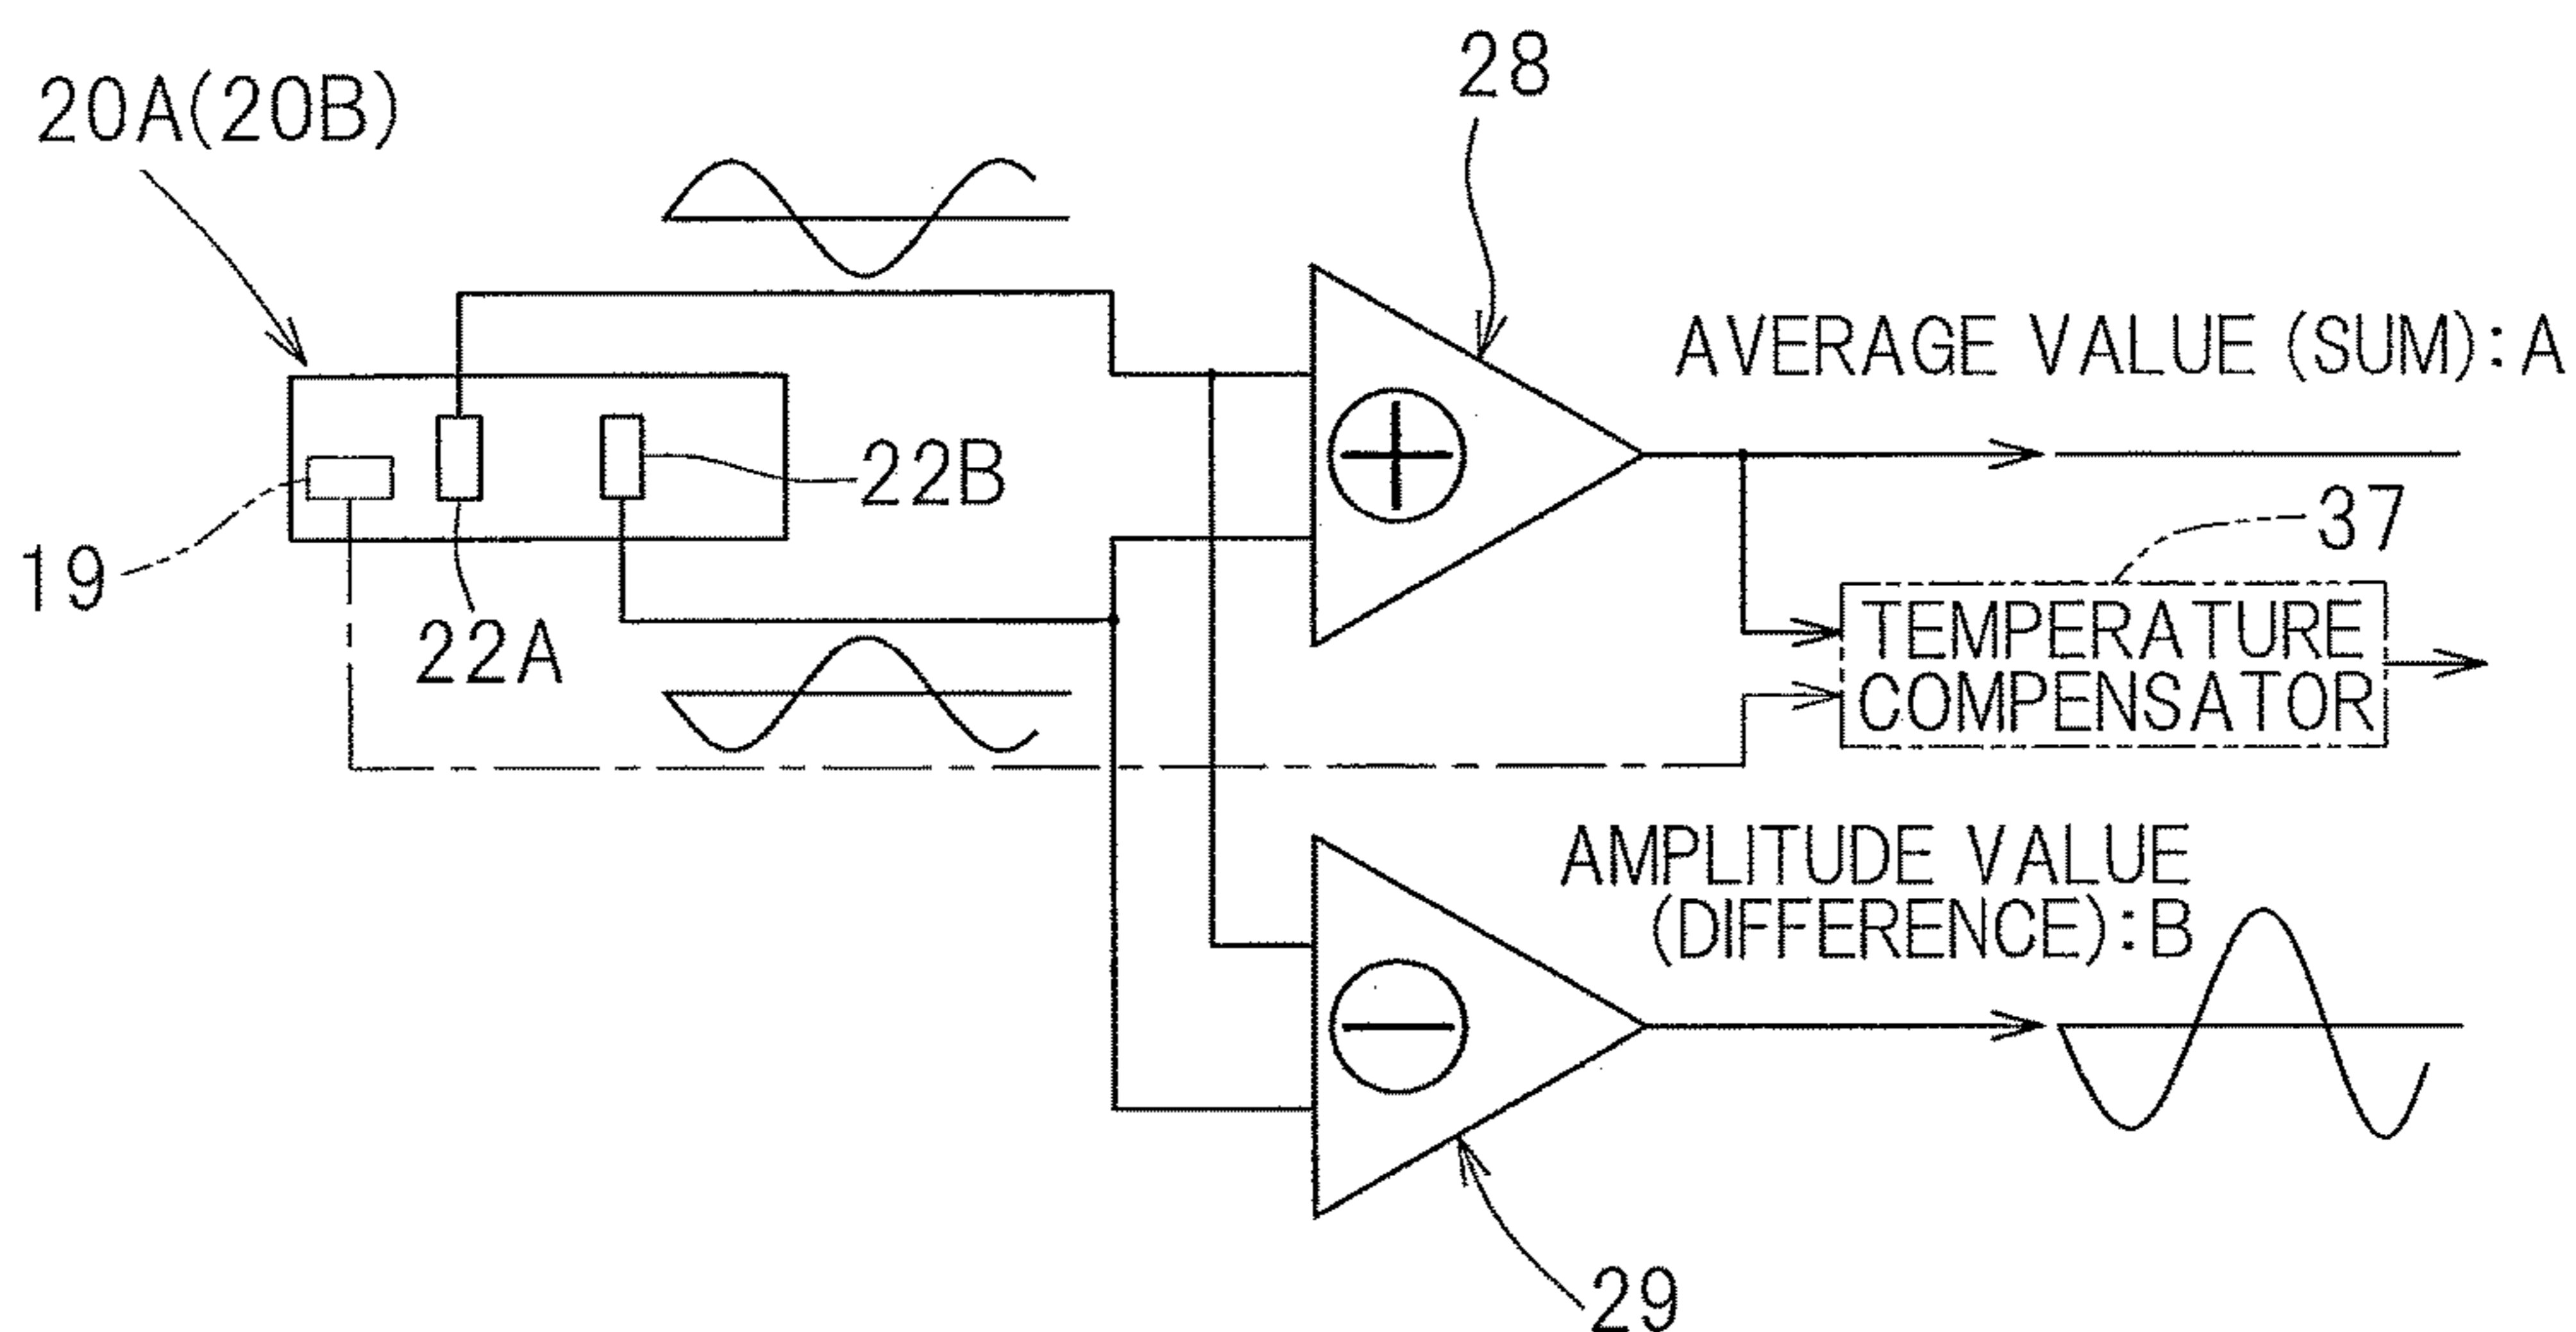 28
20A(20B)
AVERAGE VALUE (SUM):A
22B
19
22A
37
TEMPERATURE
COMPENSATOR
AMPLITUDE VALUE
(DIFFERENCE):B
29